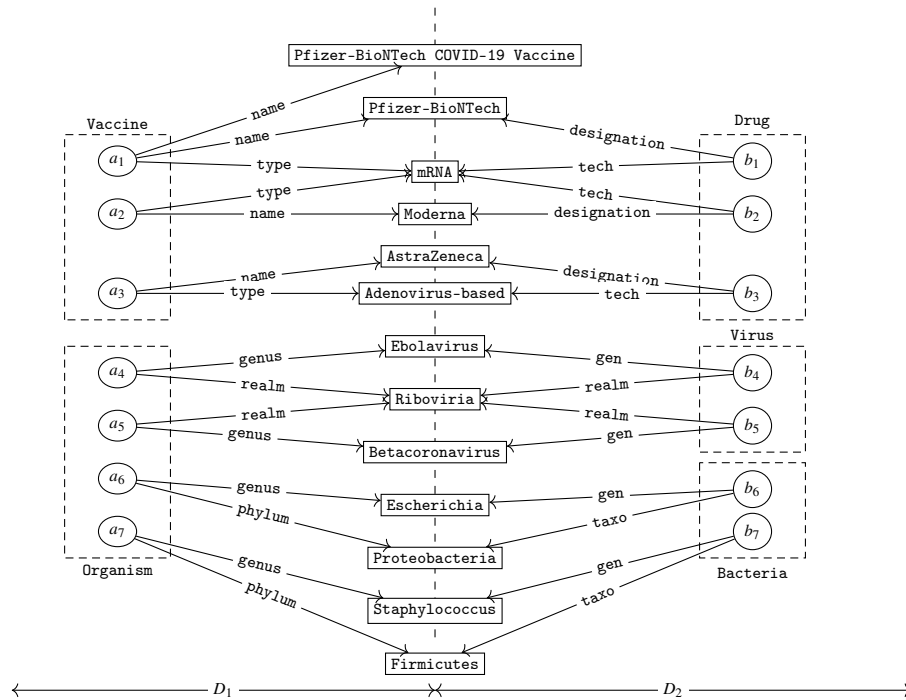 Pfizer-BioNTech COVID-19 Vaccine
name
Pfizer-BioNTech
Vaccine
name
designation
Drug
a1
type
mRNA
tech
b1
type
tech
a2
name
Moderna
designation
b2
AstraZeneca
name
designation
a3
type
Adenovirus-based
tech
b3
Virus
Ebolavirus
genus
gen
a4
realm
realm
b4
Riboviria
realm
realm
a5
genus
gen
b5
Betacoronavirus
a6
genus
gen
b6
Escherichia
phylum
taxo
a7
b7
Proteobacteria
genus
gen
Organism
Bacteria
phylum
taxo
Staphylococcus
Firmicutes
D1
D2